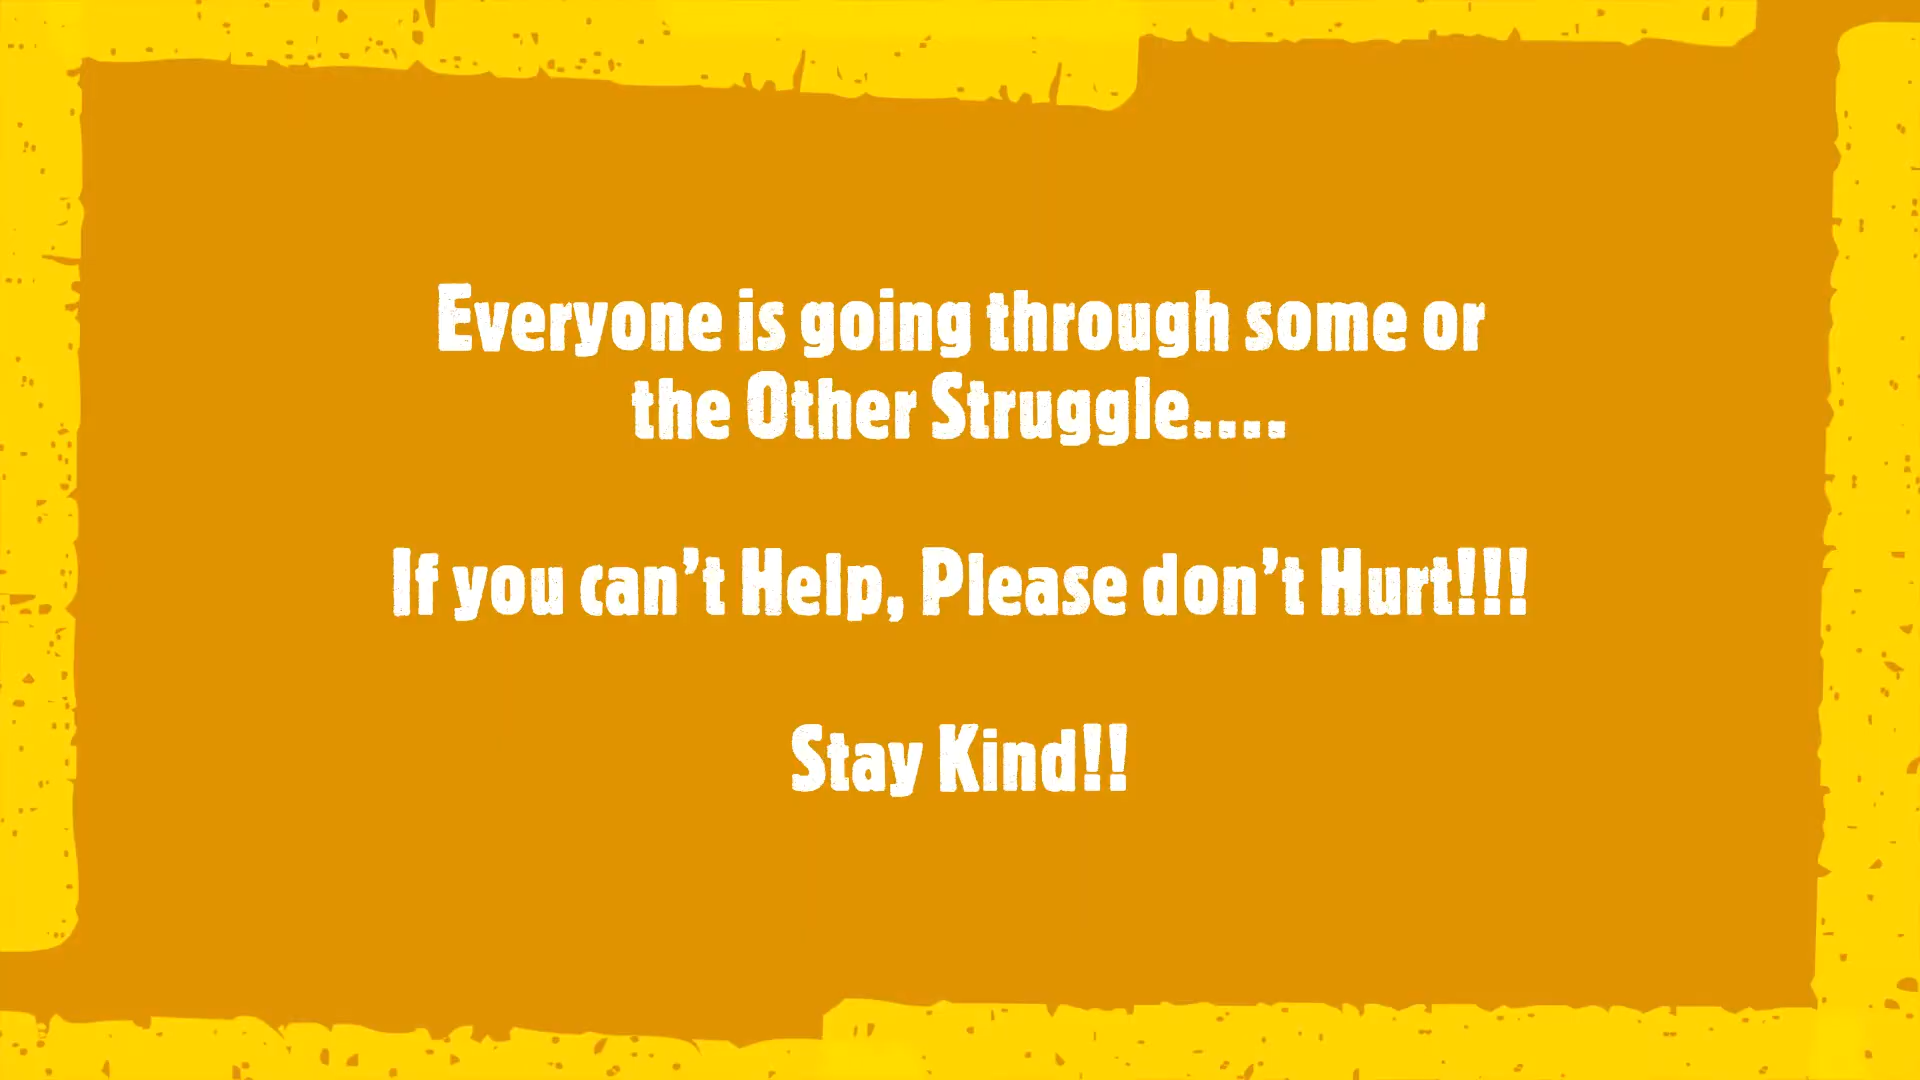 Everyone is going through some or
the Other Struggle....
If you can’t Help, Please don’t Hurt!!!
Stay Kind!!